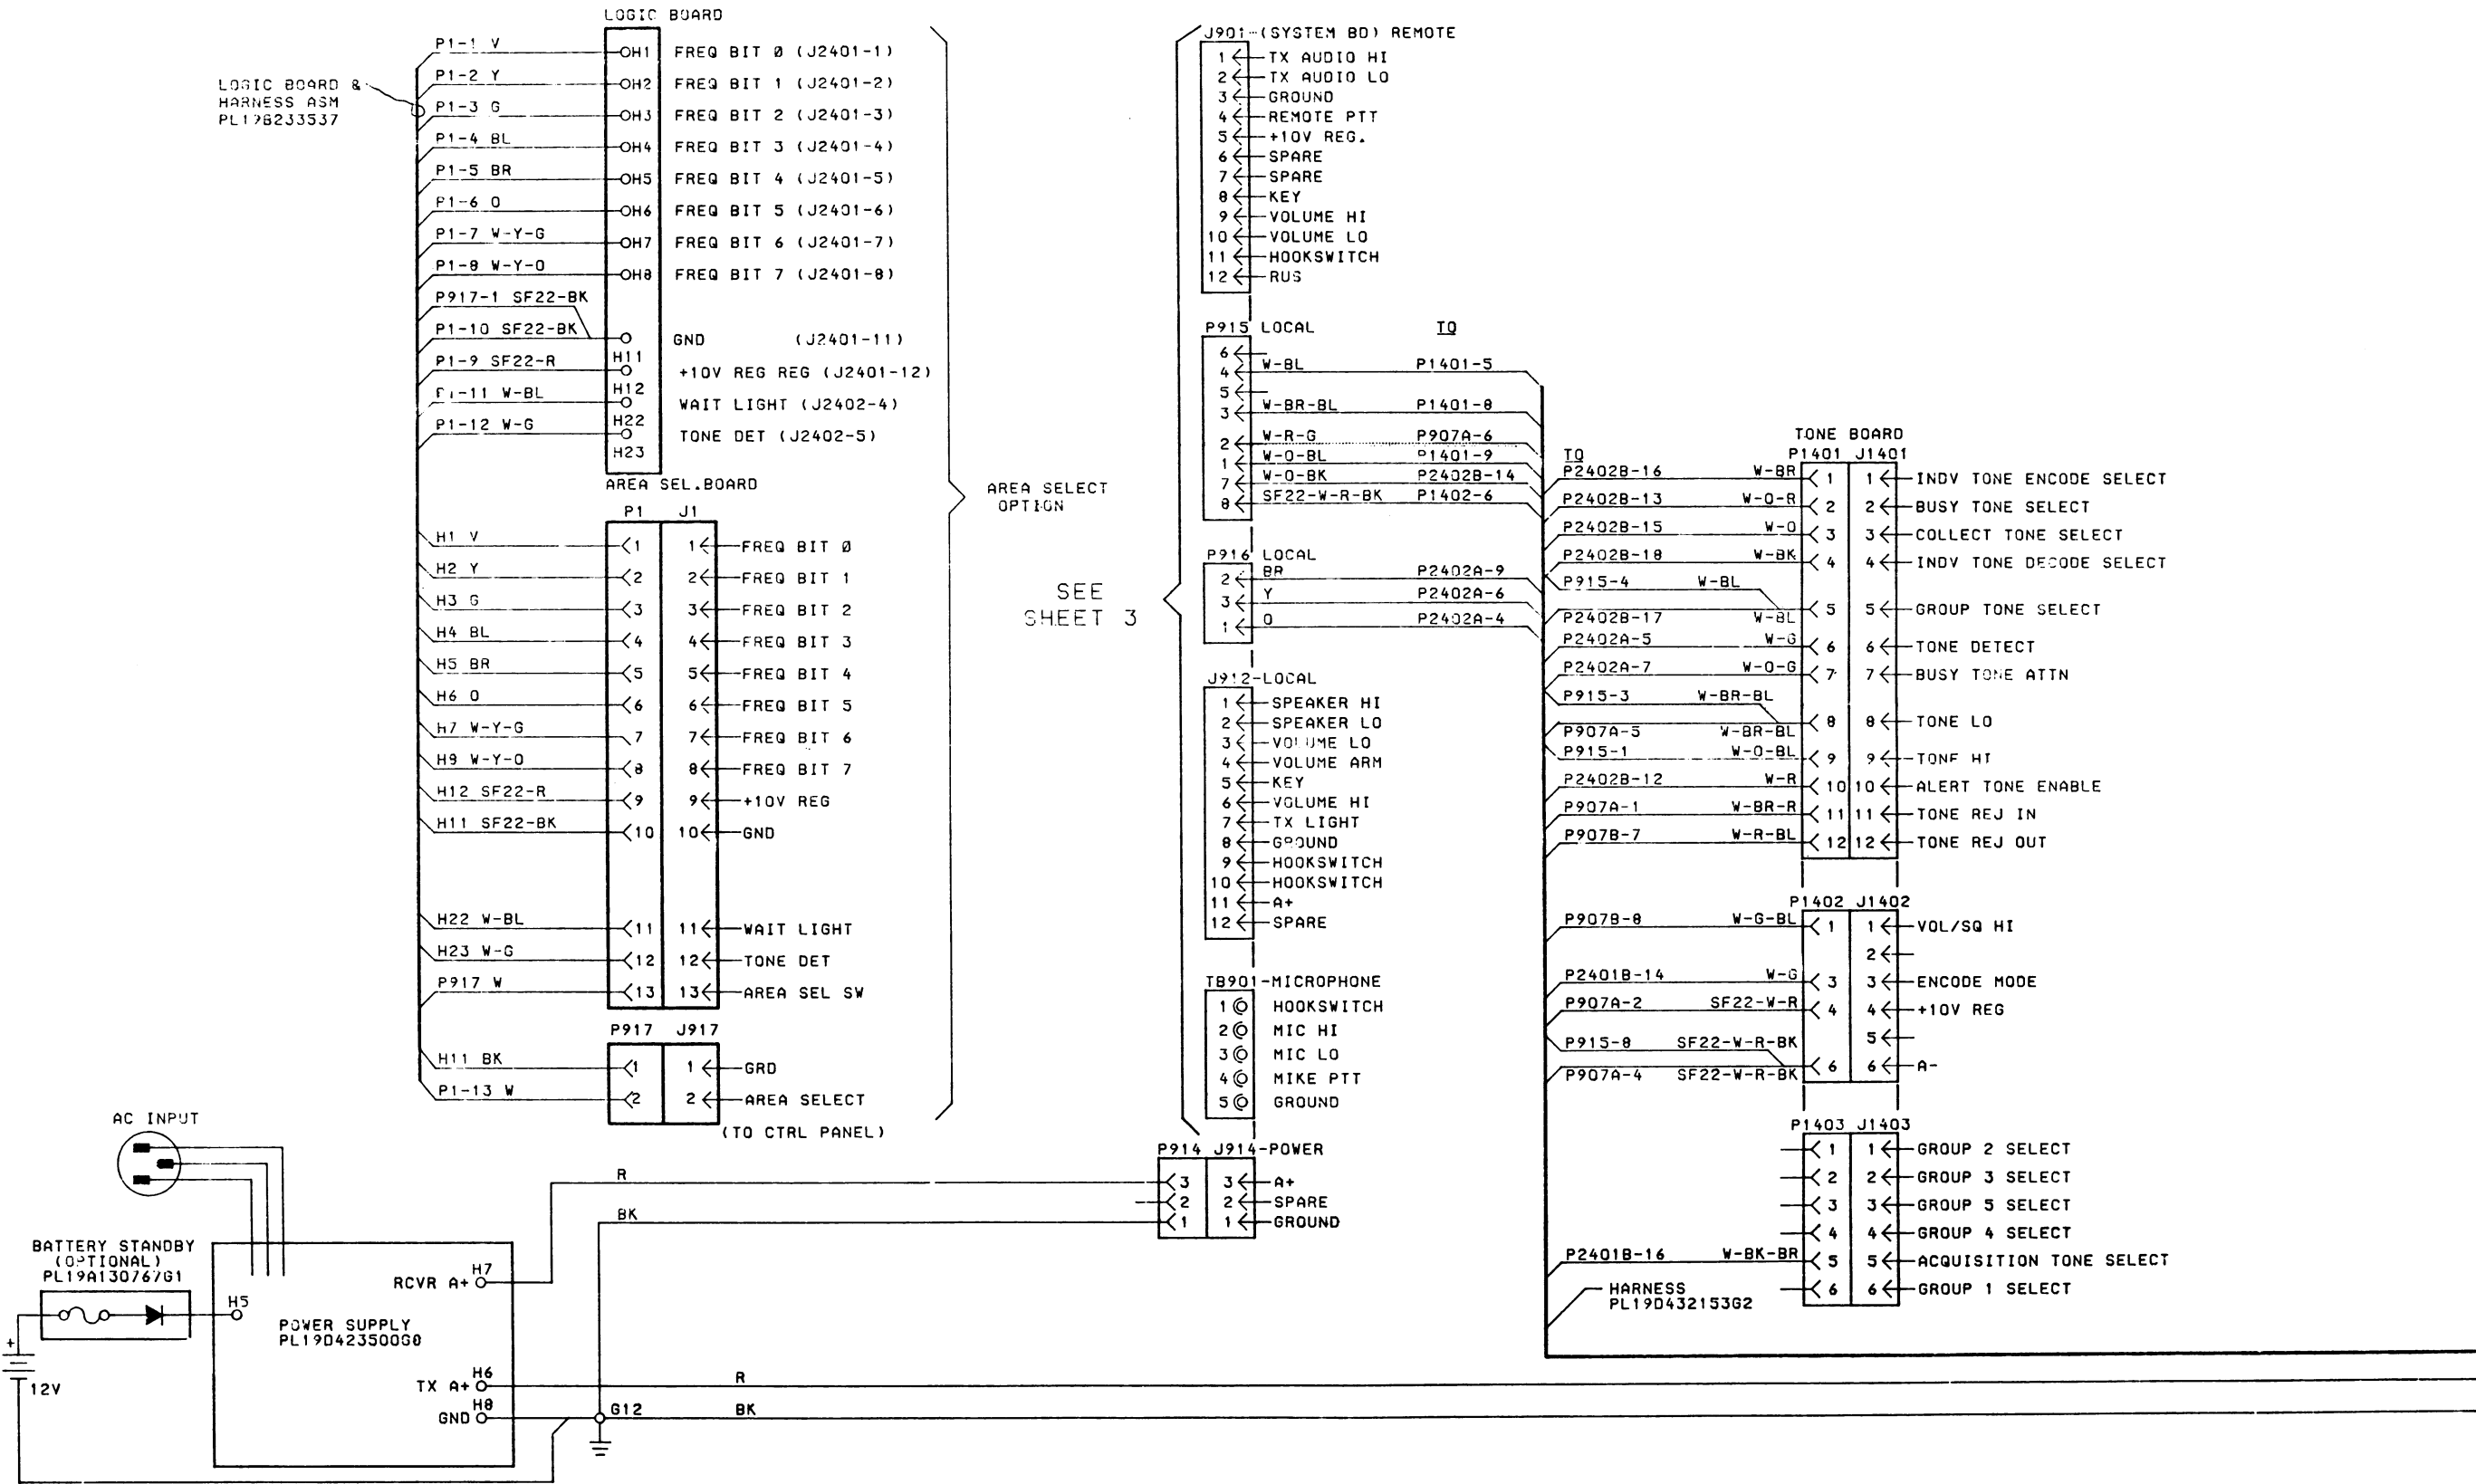 LOGIC BOARD
LOGIC BOARD &
HARNESS ASM
PL19B233537
P1-1 V OH1 FREQ BIT 0 (J2401-1)
P1-2 Y OH2 FREQ BIT 1 (J2401-2)
P1-3 G OH3 FREQ BIT 2 (J2401-3)
P1-4 BL OH4 FREQ BIT 3 (J2401-4)
P1-5 BR OH5 FREQ BIT 4 (J2401-5)
P1-6 O OH6 FREQ BIT 5 (J2401-6)
P1-7 W-Y-G OH7 FREQ BIT 6 (J2401-7)
P1-8 W-Y-O OH8 FREQ BIT 7 (J2401-8)
P917-1 SF22-BK
P1-10 SF22-BK GND (J2401-11)
H11
P1-9 SF22-R +10V REG REG (J2401-12)
H12
P1-11 W-BL WAIT LIGHT (J2402-4)
H22
P1-12 W-G TONE DET (J2402-5)
H23
AREA SEL.BOARD
P1 J1
H1 V 1 1 FREQ BIT 0
H2 Y 2 2 FREQ BIT 1
H3 G 3 3 FREQ BIT 2
H4 BL 4 4 FREQ BIT 3
H5 BR 5 5 FREQ BIT 4
H6 O 6 6 FREQ BIT 5
H7 W-Y-G 7 7 FREQ BIT 6
H8 W-Y-O 8 8 FREQ BIT 7
H12 SF22-R 9 9 +10V REG
H11 SF22-BK 10 10 GND
H22 W-BL 11 11 WAIT LIGHT
H23 W-G 12 12 TONE DET
P917 W 13 13 AREA SEL SW
P917 J917
H11 BK 1 1 GRD
P1-13 W 2 2 AREA SELECT
(TO CTRL PANEL)
AREA SELECT
OPTION
SEE
SHEET 3
J901-(SYSTEM BD) REMOTE
1 TX AUDIO HI
2 TX AUDIO LO
3 GROUND
4 REMOTE PTT
5 +10V REG.
6 SPARE
7 SPARE
8 KEY
9 VOLUME HI
10 VOLUME LO
11 HOOKSWITCH
12 RUS
P915 LOCAL TO
6
4 W-BL P1401-5
5
3 W-BR-BL P1401-8
2 W-R-G P907A-6
1 W-O-BL P1401-9
7 W-O-BK P2402B-14
8 SF22-W-R-BK P1402-6
P916 LOCAL
2 BR P2402A-9
3 Y P2402A-6
1 O P2402A-4
J912-LOCAL
1 SPEAKER HI
2 SPEAKER LO
3 VOLUME LO
4 VOLUME ARM
5 KEY
6 VOLUME HI
7 TX LIGHT
8 GROUND
9 HOOKSWITCH
10 HOOKSWITCH
11 A+
12 SPARE
TB901-MICROPHONE
1 HOOKSWITCH
2 MIC HI
3 MIC LO
4 MIKE PTT
5 GROUND
P914 J914-POWER
R 3 3 A+
2 2 SPARE
BK 1 1 GROUND
TONE BOARD
TO P1401 J1401
P2402B-16 W-BR 1 1 INDV TONE ENCODE SELECT
P2402B-13 W-O-R 2 2 BUSY TONE SELECT
P2402B-15 W-O 3 3 COLLECT TONE SELECT
P2402B-18 W-BK 4 4 INDV TONE DECODE SELECT
P915-4 W-BL
5 5 GROUP TONE SELECT
P2402B-17 W-BL
P2402A-5 W-G 6 6 TONE DETECT
P2402A-7 W-O-G 7 7 BUSY TONE ATTN
P915-3 W-BR-BL
8 8 TONE LO
P907A-5 W-BR-BL
P915-1 W-O-BL 9 9 TONE HI
P2402B-12 W-R 10 10 ALERT TONE ENABLE
P907A-1 W-BR-R 11 11 TONE REJ IN
P907B-7 W-R-BL 12 12 TONE REJ OUT
P1402 J1402
P907B-8 W-G-BL 1 1 VOL/SQ HI
2
P2401B-14 W-G 3 3 ENCODE MODE
P907A-2 SF22-W-R 4 4 +10V REG
5
P915-8 SF22-W-R-BK
6 6 A-
P907A-4 SF22-W-R-BK
P1403 J1403
1 1 GROUP 2 SELECT
2 2 GROUP 3 SELECT
3 3 GROUP 5 SELECT
4 4 GROUP 4 SELECT
P2401B-16 W-BK-BR 5 5 ACQUISITION TONE SELECT
6 6 GROUP 1 SELECT
HARNESS
PL19D432153G2
AC INPUT
BATTERY STANDBY
(OPTIONAL)
PL19A130767G1
H5
+
12V
POWER SUPPLY
PL19D423500G8
RCVR A+ H7
TX A+ H6 R
GND H8 G12 BK